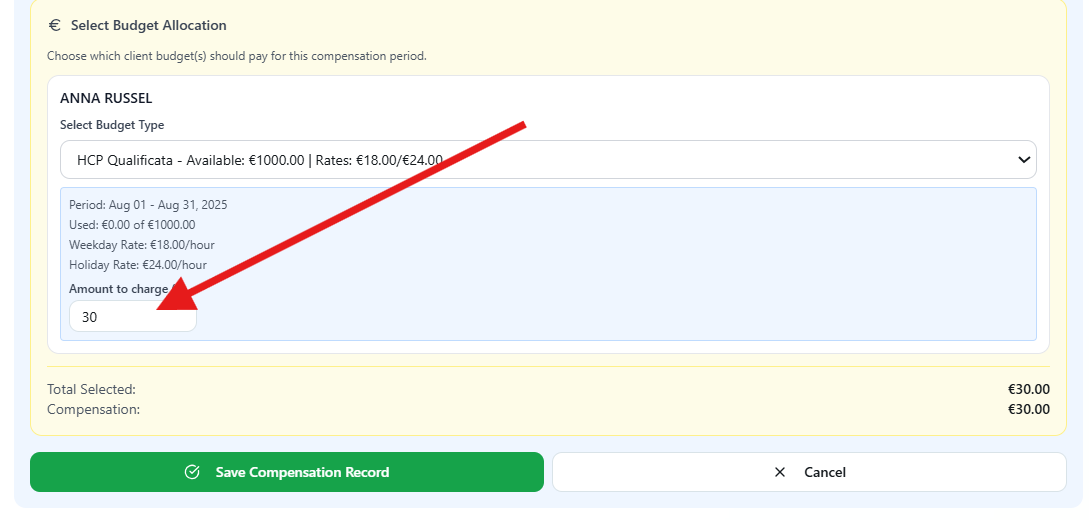 € Select Budget Allocation
Choose which client budget(s) should pay for this compensation period.
ANNA RUSSEL
Select Budget Type
HCP Qualificata - Available: €1000.00 | Rates: €18.00/€24.00
Period: Aug 01 - Aug 31, 2025
Used: €0.00 of €1000.00
Weekday Rate: €18.00/hour
Holiday Rate: €24.00/hour
Amount to charge
30
Total Selected: €30.00
Compensation: €30.00
Save Compensation Record
Cancel